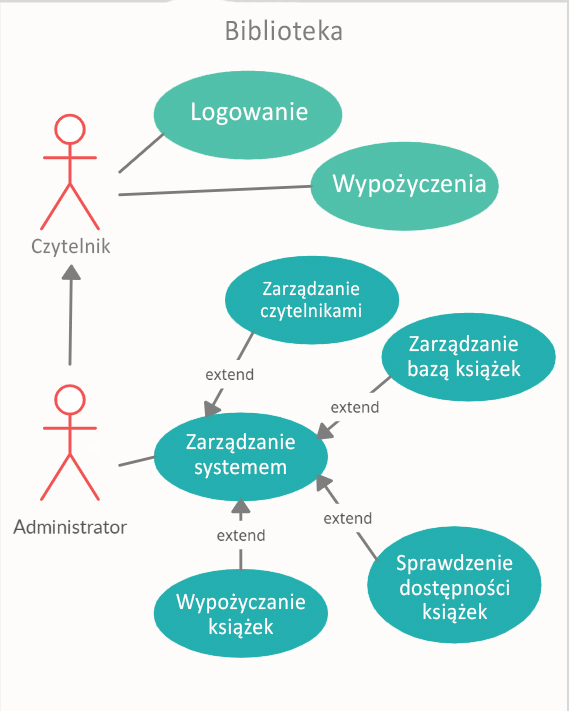 Biblioteka
Logowanie
Wypożyczenia
Czytelnik
Zarządzanie
czytelnikami
Zarządzanie
bazą książek
extend
extend
Zarządzanie
systemem
Administrator
extend
extend
Sprawdzenie
dostępności
książek
Wypożyczanie
książek